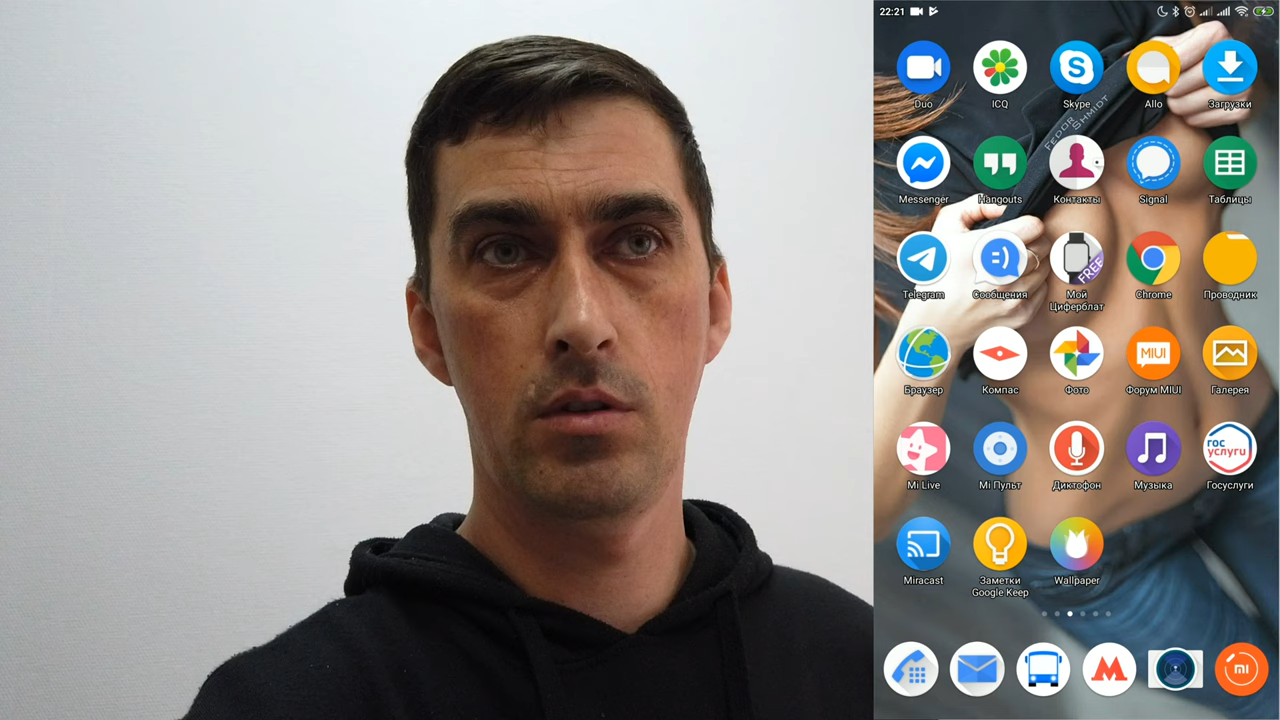 22:21
Duo
ICQ
Skype
Allo
Загрузки
FEDOR
SHMIDT
Messenger
Hangouts
Контакты
Signal
Таблицы
FREE
Telegram
Сообщения
Мой
Циферблат
Chrome
Проводник
MIUI
Браузер
Компас
Фото
Форум MIUI
Галерея
гос
услуги
Mi Live
Mi Пульт
Диктофон
Музыка
Госуслуги
Miracast
Заметки
Google Keep
Wallpaper